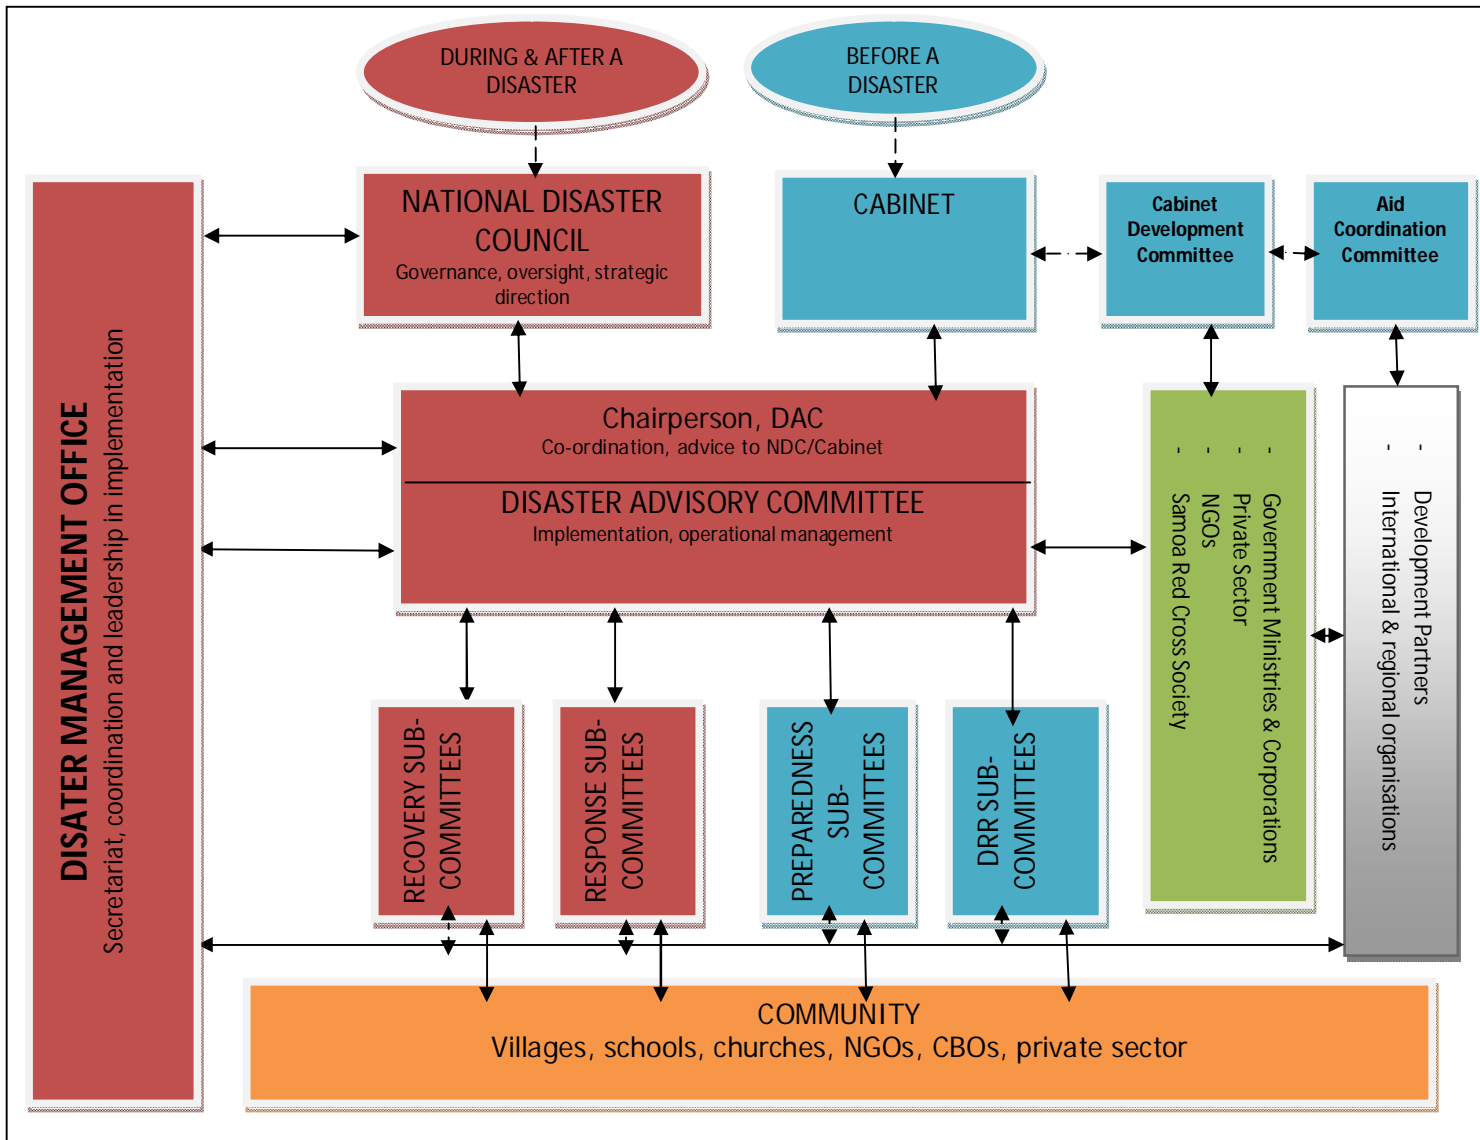 DURING & AFTER A
DISASTER
BEFORE A
DISASTER
NATIONAL DISASTER
COUNCIL
Governance, oversight, strategic
direction
CABINET
Cabinet
Development
Committee
Aid
Coordination
Committee
DISATER MANAGEMENT OFFICE
Secretariat, coordination and leadership in implementation
Chairperson, DAC
Co-ordination, advice to NDC/Cabinet
DISASTER ADVISORY COMMITTEE
Implementation, operational management
- Government Ministries & Corporations
- Private Sector
- NGOs
- Samoa Red Cross Society
- Development Partners
- International & regional organisations
RECOVERY SUB-
COMMITTEES
RESPONSE SUB-
COMMITTEES
PREPAREDNESS
SUB-
COMMITTEES
DRR SUB-
COMMITTEES
COMMUNITY
Villages, schools, churches, NGOs, CBOs, private sector